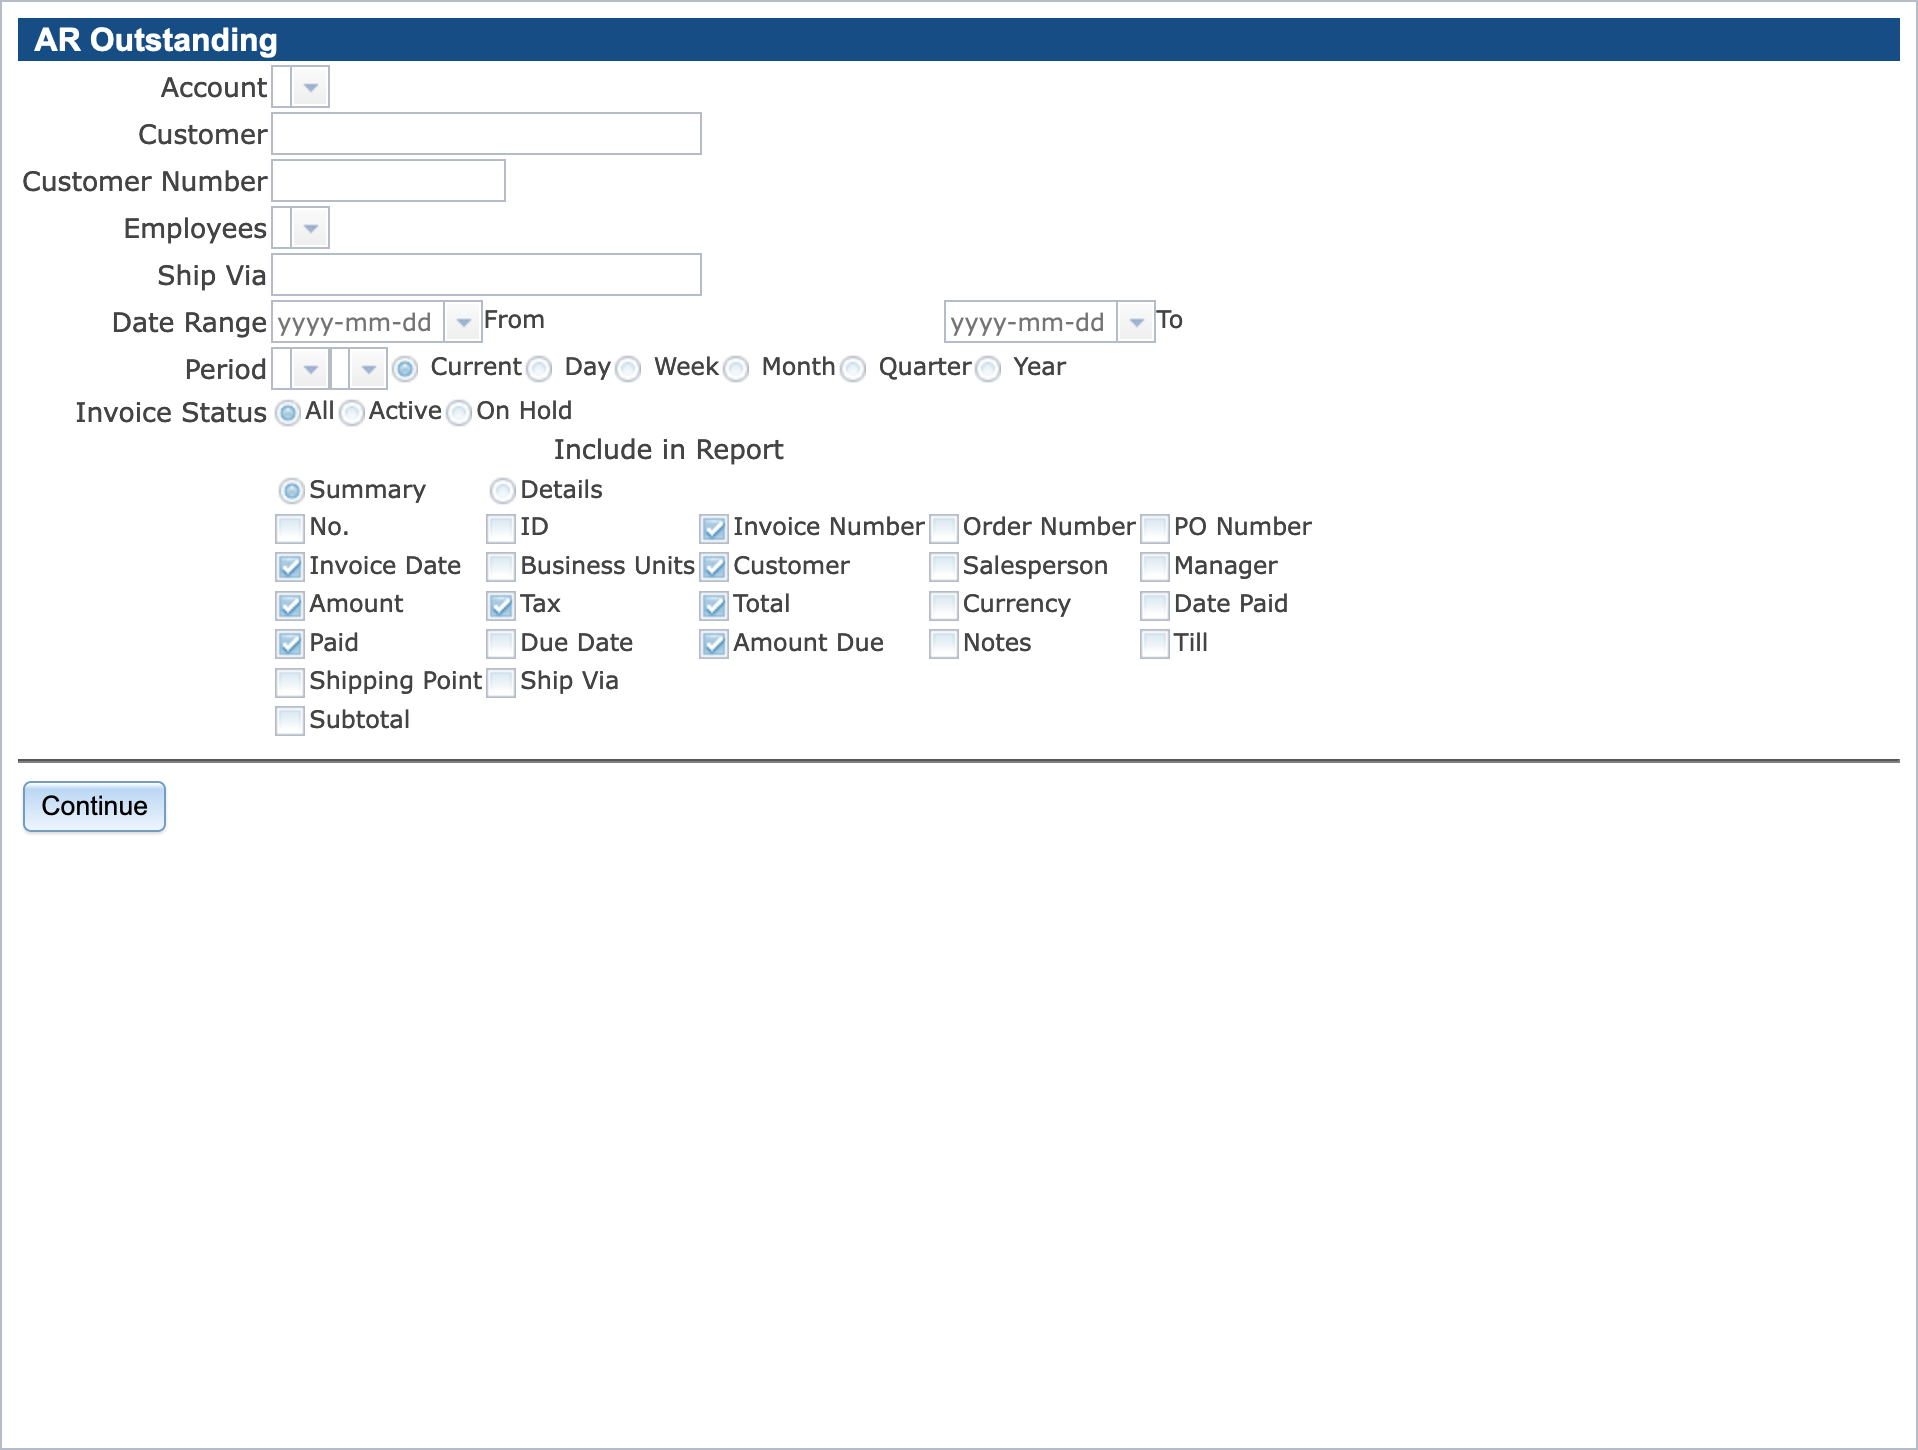 AR Outstanding
Account
Customer
Customer Number
Employees
Ship Via
Date Range yyyy-mm-dd From yyyy-mm-dd To
Period Current Day Week Month Quarter Year
Invoice Status All Active On Hold
Include in Report
Summary Details
No. ID Invoice Number Order Number PO Number
Invoice Date Business Units Customer Salesperson Manager
Amount Tax Total Currency Date Paid
Paid Due Date Amount Due Notes Till
Shipping Point Ship Via
Subtotal
Continue